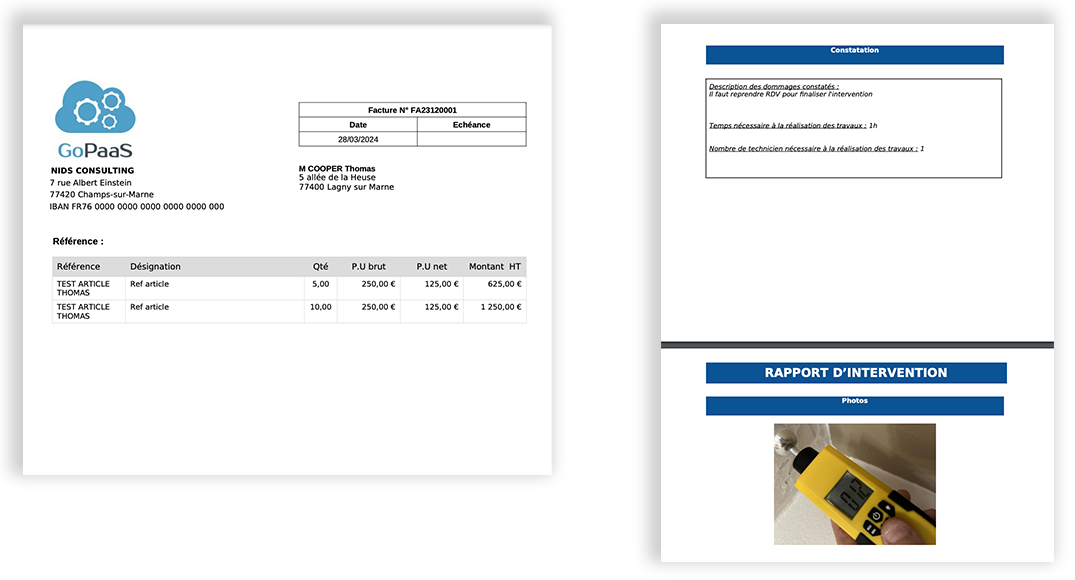 GoPaaS
NIDS CONSULTING
7 rue Albert Einstein
77420 Champs-sur-Marne
IBAN FR76 0000 0000 0000 0000 0000 000
Facture N° FA23120001
Date Echéance
28/03/2024
M COOPER Thomas
5 allée de la Heuse
77400 Lagny sur Marne
Référence :
Référence Désignation Qté P.U brut P.U net Montant HT
TEST ARTICLE Ref article 5,00 250,00 € 125,00 € 625,00 €
THOMAS
TEST ARTICLE Ref article 10,00 250,00 € 125,00 € 1 250,00 €
THOMAS
Constatation
Description des dommages constatés :
Il faut reprendre RDV pour finaliser l'intervention
Temps nécessaire à la réalisation des travaux : 1h
Nombre de technicien nécessaire à la réalisation des travaux : 1
RAPPORT D'INTERVENTION
Photos